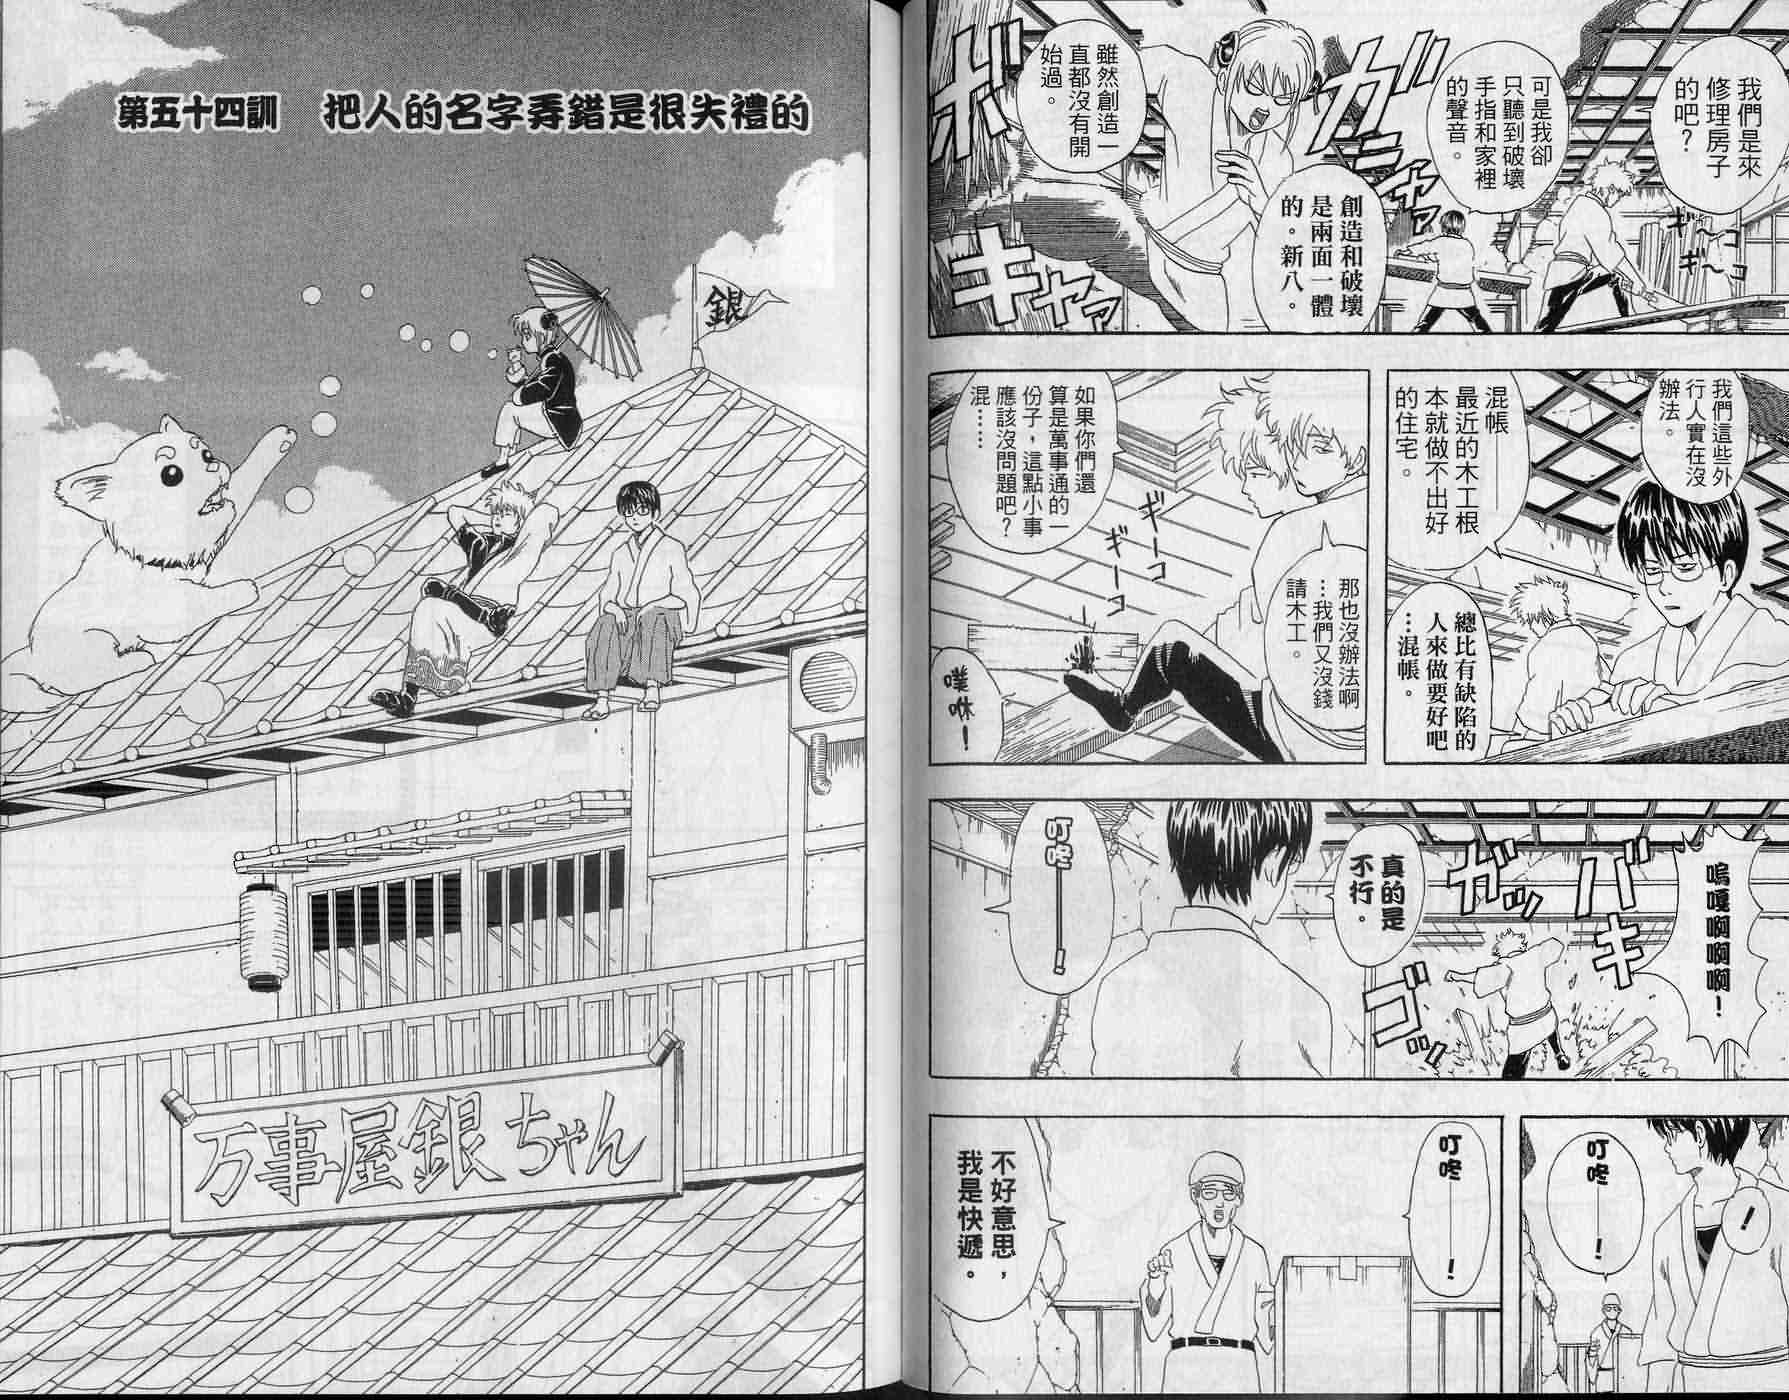 我們是來
修理房子
的吧？
可是我卻
只聽到破壞
手指和家裡
的聲音。
創造和破壞
是兩面一體
的。新八。
雖然創造一
直都沒有開
始過。
ギ～コ
ギ～コ
ガシャァ
ボゴ
キャァァ
我們這些外
行人實在沒
辦法。
混帳——
最近的木工根
本就做不出好
的住宅。
總比有缺陷的
人來做要好吧
…混帳。
如果你們還
算是萬事通的一
份子，這點小事
應該沒問題吧？
混……
那也沒辦法啊
…我們又沒錢
請木工。
ギーコ
ギーコ
噗咻！
嗚嘎啊啊啊！
バキ
ガッ
ゴ
真的是
不行。
叮咚——！
叮咚——！
！
叮咚——！
不好意思，
我是快遞。
第五十四訓　把人的名字弄錯是很失禮的
銀
万事屋銀ちゃん